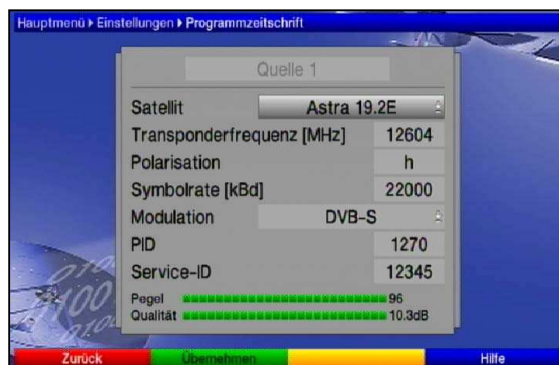 Hauptmenü Einstellungen Programmzeitschrift
Quelle 1
Satellit Astra 19.2E
Transponderfrequenz [MHz] 12604
Polarisation h
Symbolrate [kBd] 22000
Modulation DVB-S
PID 1270
Service-ID 12345
Pegel 96
Qualität 10.3dB
Zurück Übernehmen Hilfe